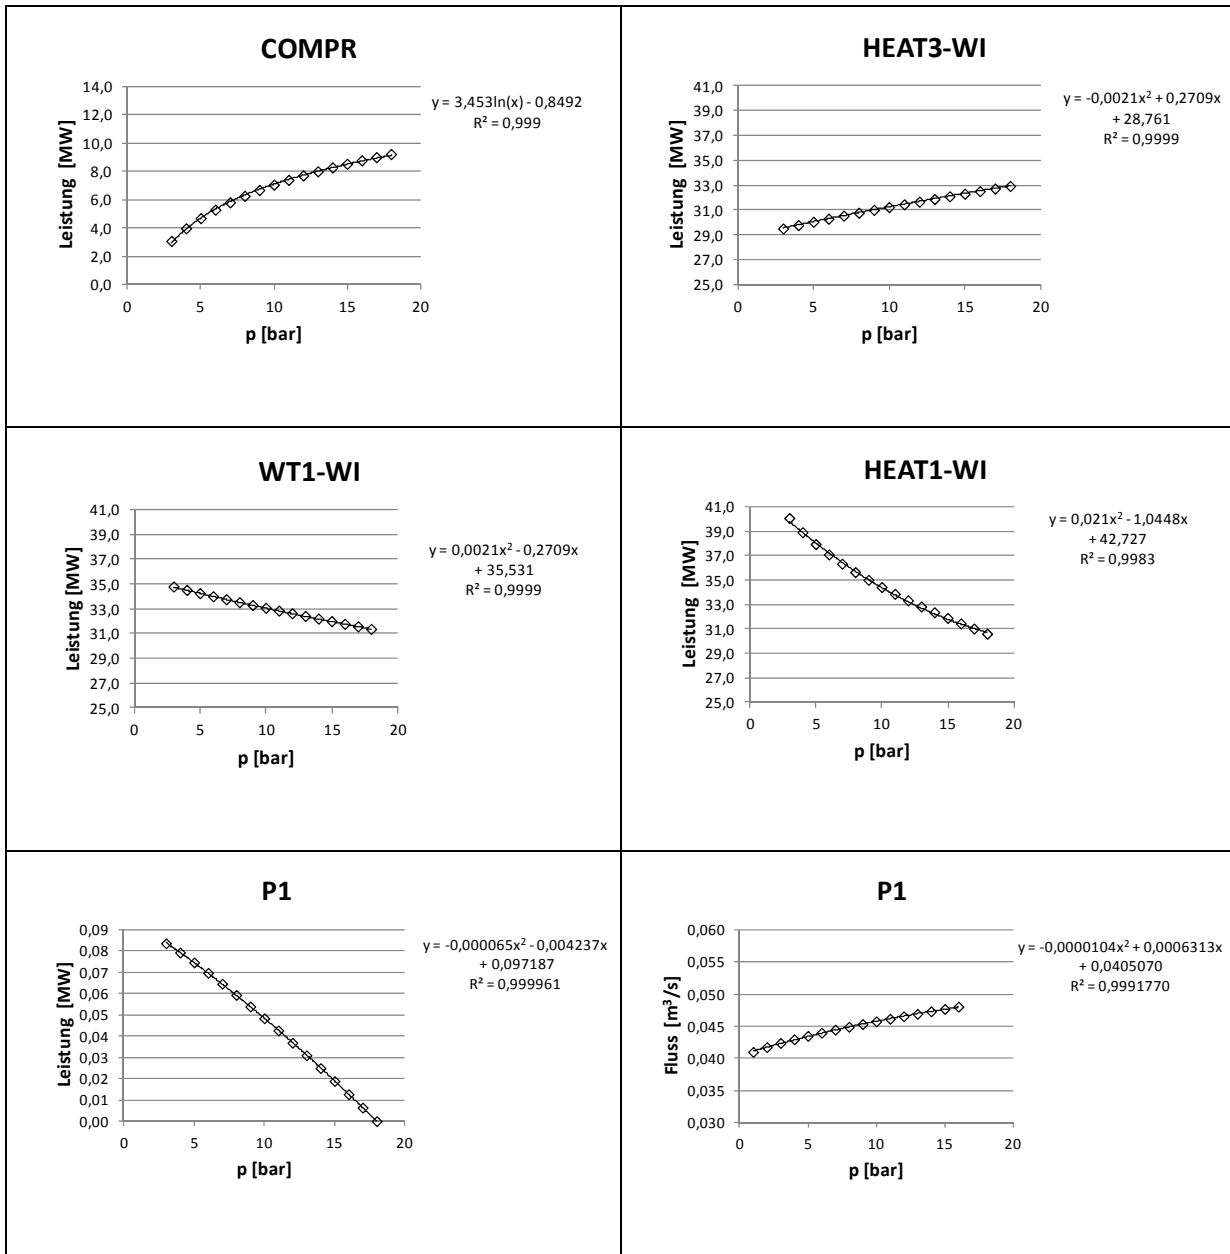 COMPR
Leistung [MW]
14,0
12,0
10,0
8,0
6,0
4,0
2,0
0,0
0 5 10 15 20
p [bar]
y = 3,453ln(x) - 0,8492
R² = 0,999
HEAT3-WI
Leistung [MW]
41,0
39,0
37,0
35,0
33,0
31,0
29,0
27,0
25,0
0 5 10 15 20
p [bar]
y = -0,0021x² + 0,2709x
+ 28,761
R² = 0,9999
WT1-WI
Leistung [MW]
41,0
39,0
37,0
35,0
33,0
31,0
29,0
27,0
25,0
0 5 10 15 20
p [bar]
y = 0,0021x² - 0,2709x
+ 35,531
R² = 0,9999
HEAT1-WI
Leistung [MW]
41,0
39,0
37,0
35,0
33,0
31,0
29,0
27,0
25,0
0 5 10 15 20
p [bar]
y = 0,021x² - 1,0448x
+ 42,727
R² = 0,9983
P1
Leistung [MW]
0,09
0,08
0,07
0,06
0,05
0,04
0,03
0,02
0,01
0,00
0 5 10 15 20
p [bar]
y = -0,000065x² - 0,004237x
+ 0,097187
R² = 0,999961
P1
Fluss [m³/s]
0,060
0,055
0,050
0,045
0,040
0,035
0,030
0 5 10 15 20
p [bar]
y = -0,0000104x² + 0,0006313x
+ 0,0405070
R² = 0,9991770